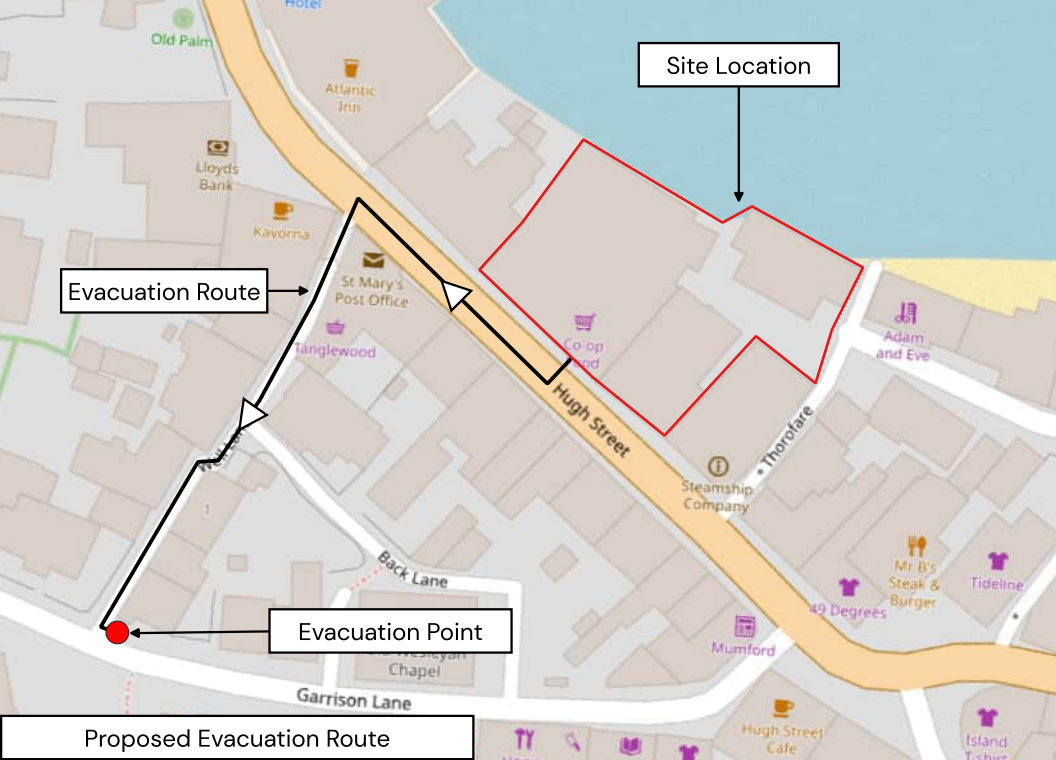 Hotel
Old Palm
Atlantic
Inn
Site Location
Lloyds
Bank
Kavorna
St Mary's
Post Office
Evacuation Route
Tanglewood
Co-op
Adam
and Eve
Hugh Street
Thorofare
Steamship
Company
1
Back Lane
Mr B's
Steak &
Burger
Tideline
49 Degrees
Evacuation Point
Mumford
Chapel
Garrison Lane
Proposed Evacuation Route
Hugh Street
Cafe
Island